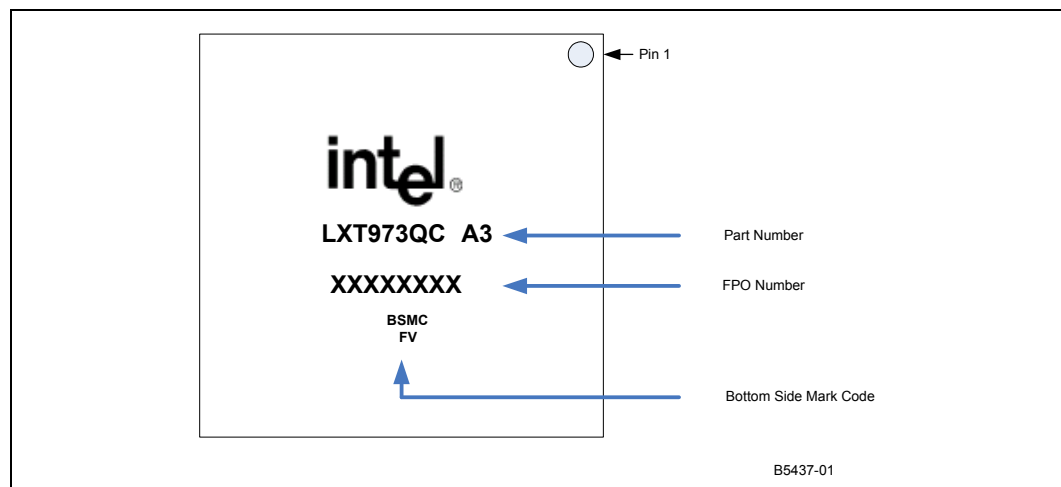 Pin 1
intel®
LXT973QC A3
Part Number
XXXXXXXX
FPO Number
BSMC
FV
Bottom Side Mark Code
B5437-01